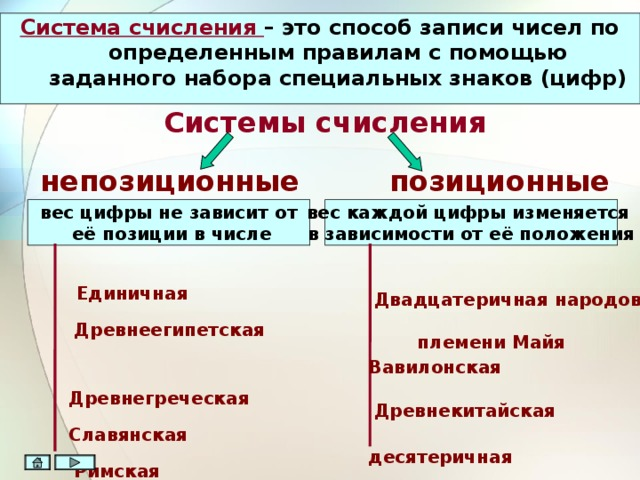 Система счисления – это способ записи чисел по
определенным правилам с помощью
заданного набора специальных знаков (цифр)
Системы счисления
непозиционные
вес цифры не зависит от
её позиции в числе
Единичная
Древнеегипетская
Древнегреческая
Славянская
Римская
позиционные
вес каждой цифры изменяется
в зависимости от её положения
Двадцатеричная народов
племени Майя
Вавилонская
Древнекитайская
десятеричная